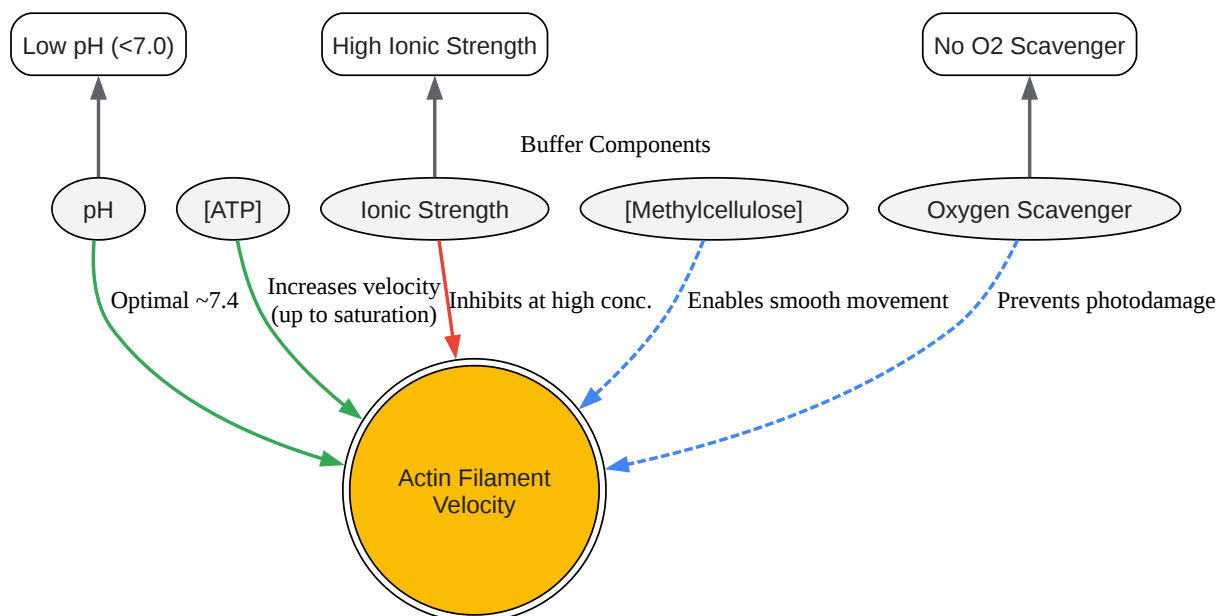 Low pH (<7.0)
High Ionic Strength
No O2 Scavenger
Buffer Components
pH
[ATP]
Ionic Strength
[Methylcellulose]
Oxygen Scavenger
Optimal ~7.4
Increases velocity
(up to saturation)
Inhibits at high conc.
Enables smooth movement
Prevents photodamage
Actin Filament
Velocity